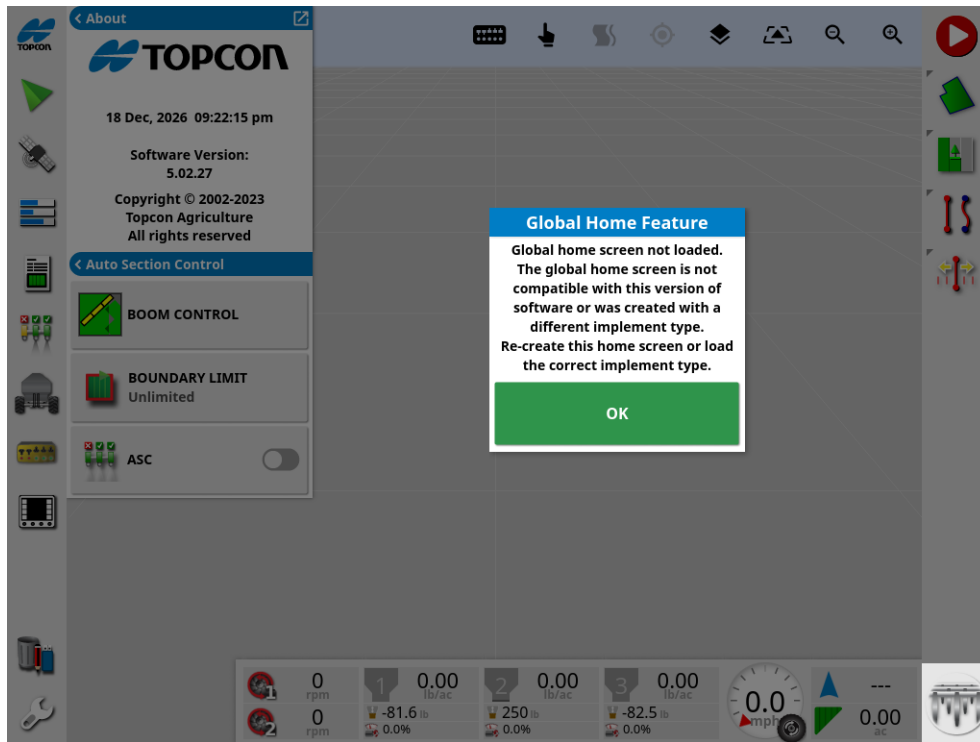 TOPCON
< About
TOPCON
18 Dec, 2026 09:22:15 pm
Software Version:
5.02.27
Copyright © 2002-2023
Topcon Agriculture
All rights reserved
< Auto Section Control
BOOM CONTROL
BOUNDARY LIMIT
Unlimited
ASC
Global Home Feature
Global home screen not loaded.
The global home screen is not
compatible with this version of
software or was created with a
different implement type.
Re-create this home screen or load
the correct implement type.
OK
1 0 rpm
2 0 rpm
1 0.00 lb/ac
-81.6 lb
0.0%
2 0.00 lb/ac
250 lb
0.0%
3 0.00 lb/ac
-82.5 lb
0.0%
0.0
mph
---
0.00
ac